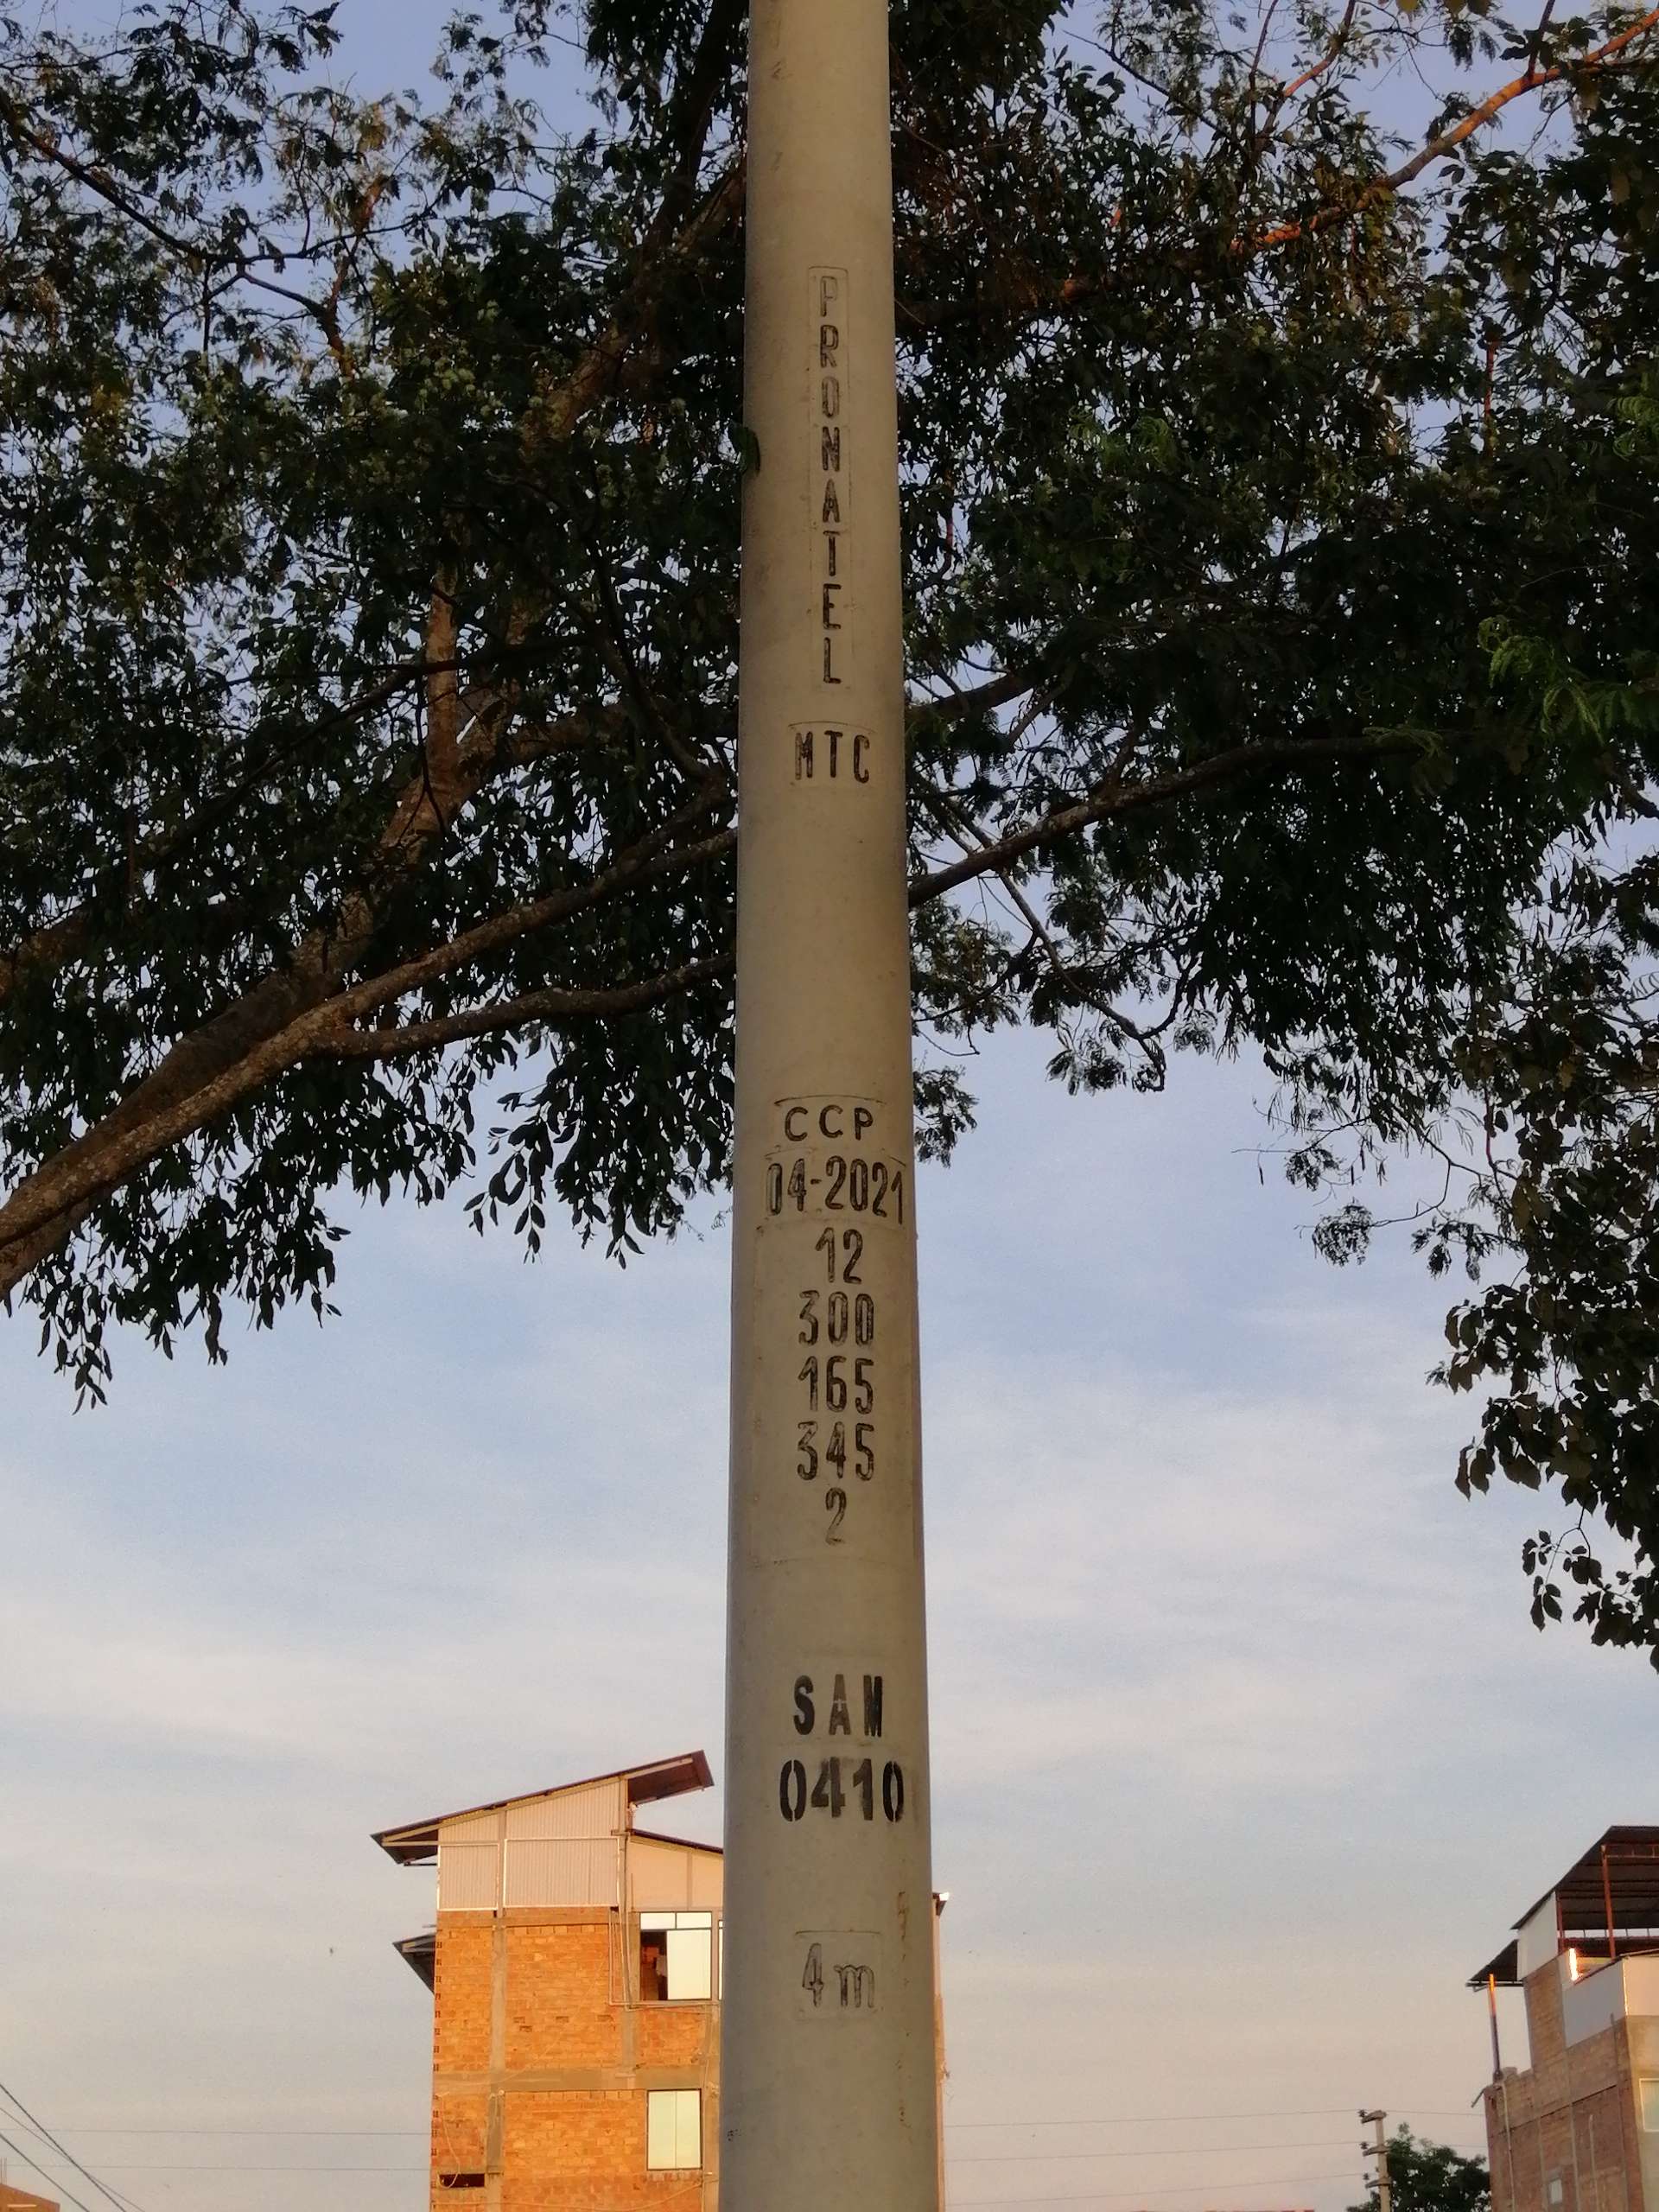 PRONATEL
MTC
CCP
04-2021
12
300
165
345
2
SAM
0410
4m